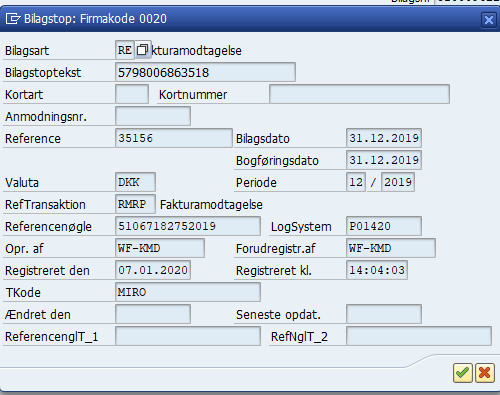 Bilagstop: Firmakode 0020
Bilagsart RE kturamodtagelse
Bilagstoptekst 5798006863518
Kortart Kortnummer
Anmodningsnr.
Reference 35156 Bilagsdato 31.12.2019
Bogføringsdato 31.12.2019
Valuta DKK Periode 12 / 2019
RefTransaktion RMRP Fakturamodtagelse
Referencenøgle 51067182752019 LogSystem P01420
Opr. af WF-KMD Forudregistr.af WF-KMD
Registreret den 07.01.2020 Registreret kl. 14:04:03
TKode MIRO
Ændret den Seneste opdat.
ReferencenglT_1 RefNglT_2